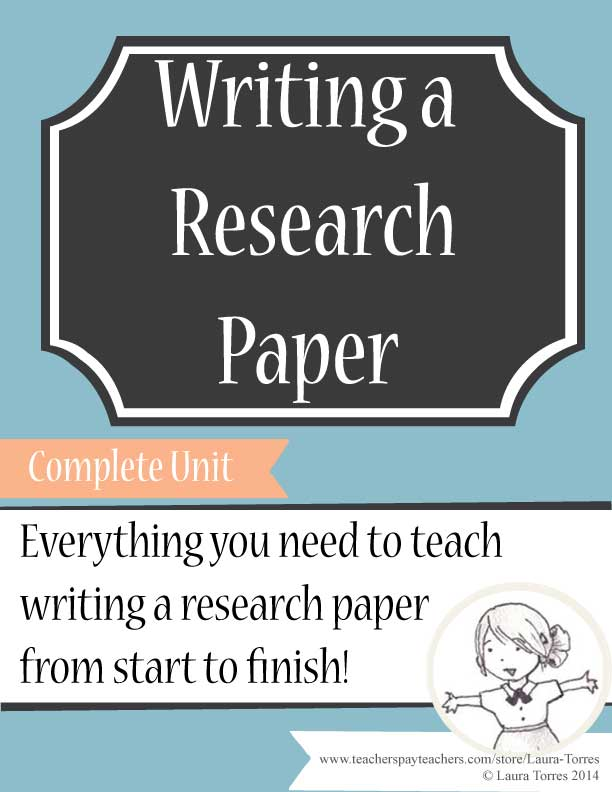 Writing a
Research
Paper
Complete Unit
Everything you need to teach
writing a research paper
from start to finish!
www.teacherspayteachers.com/store/Laura-Torres
© Laura Torres 2014